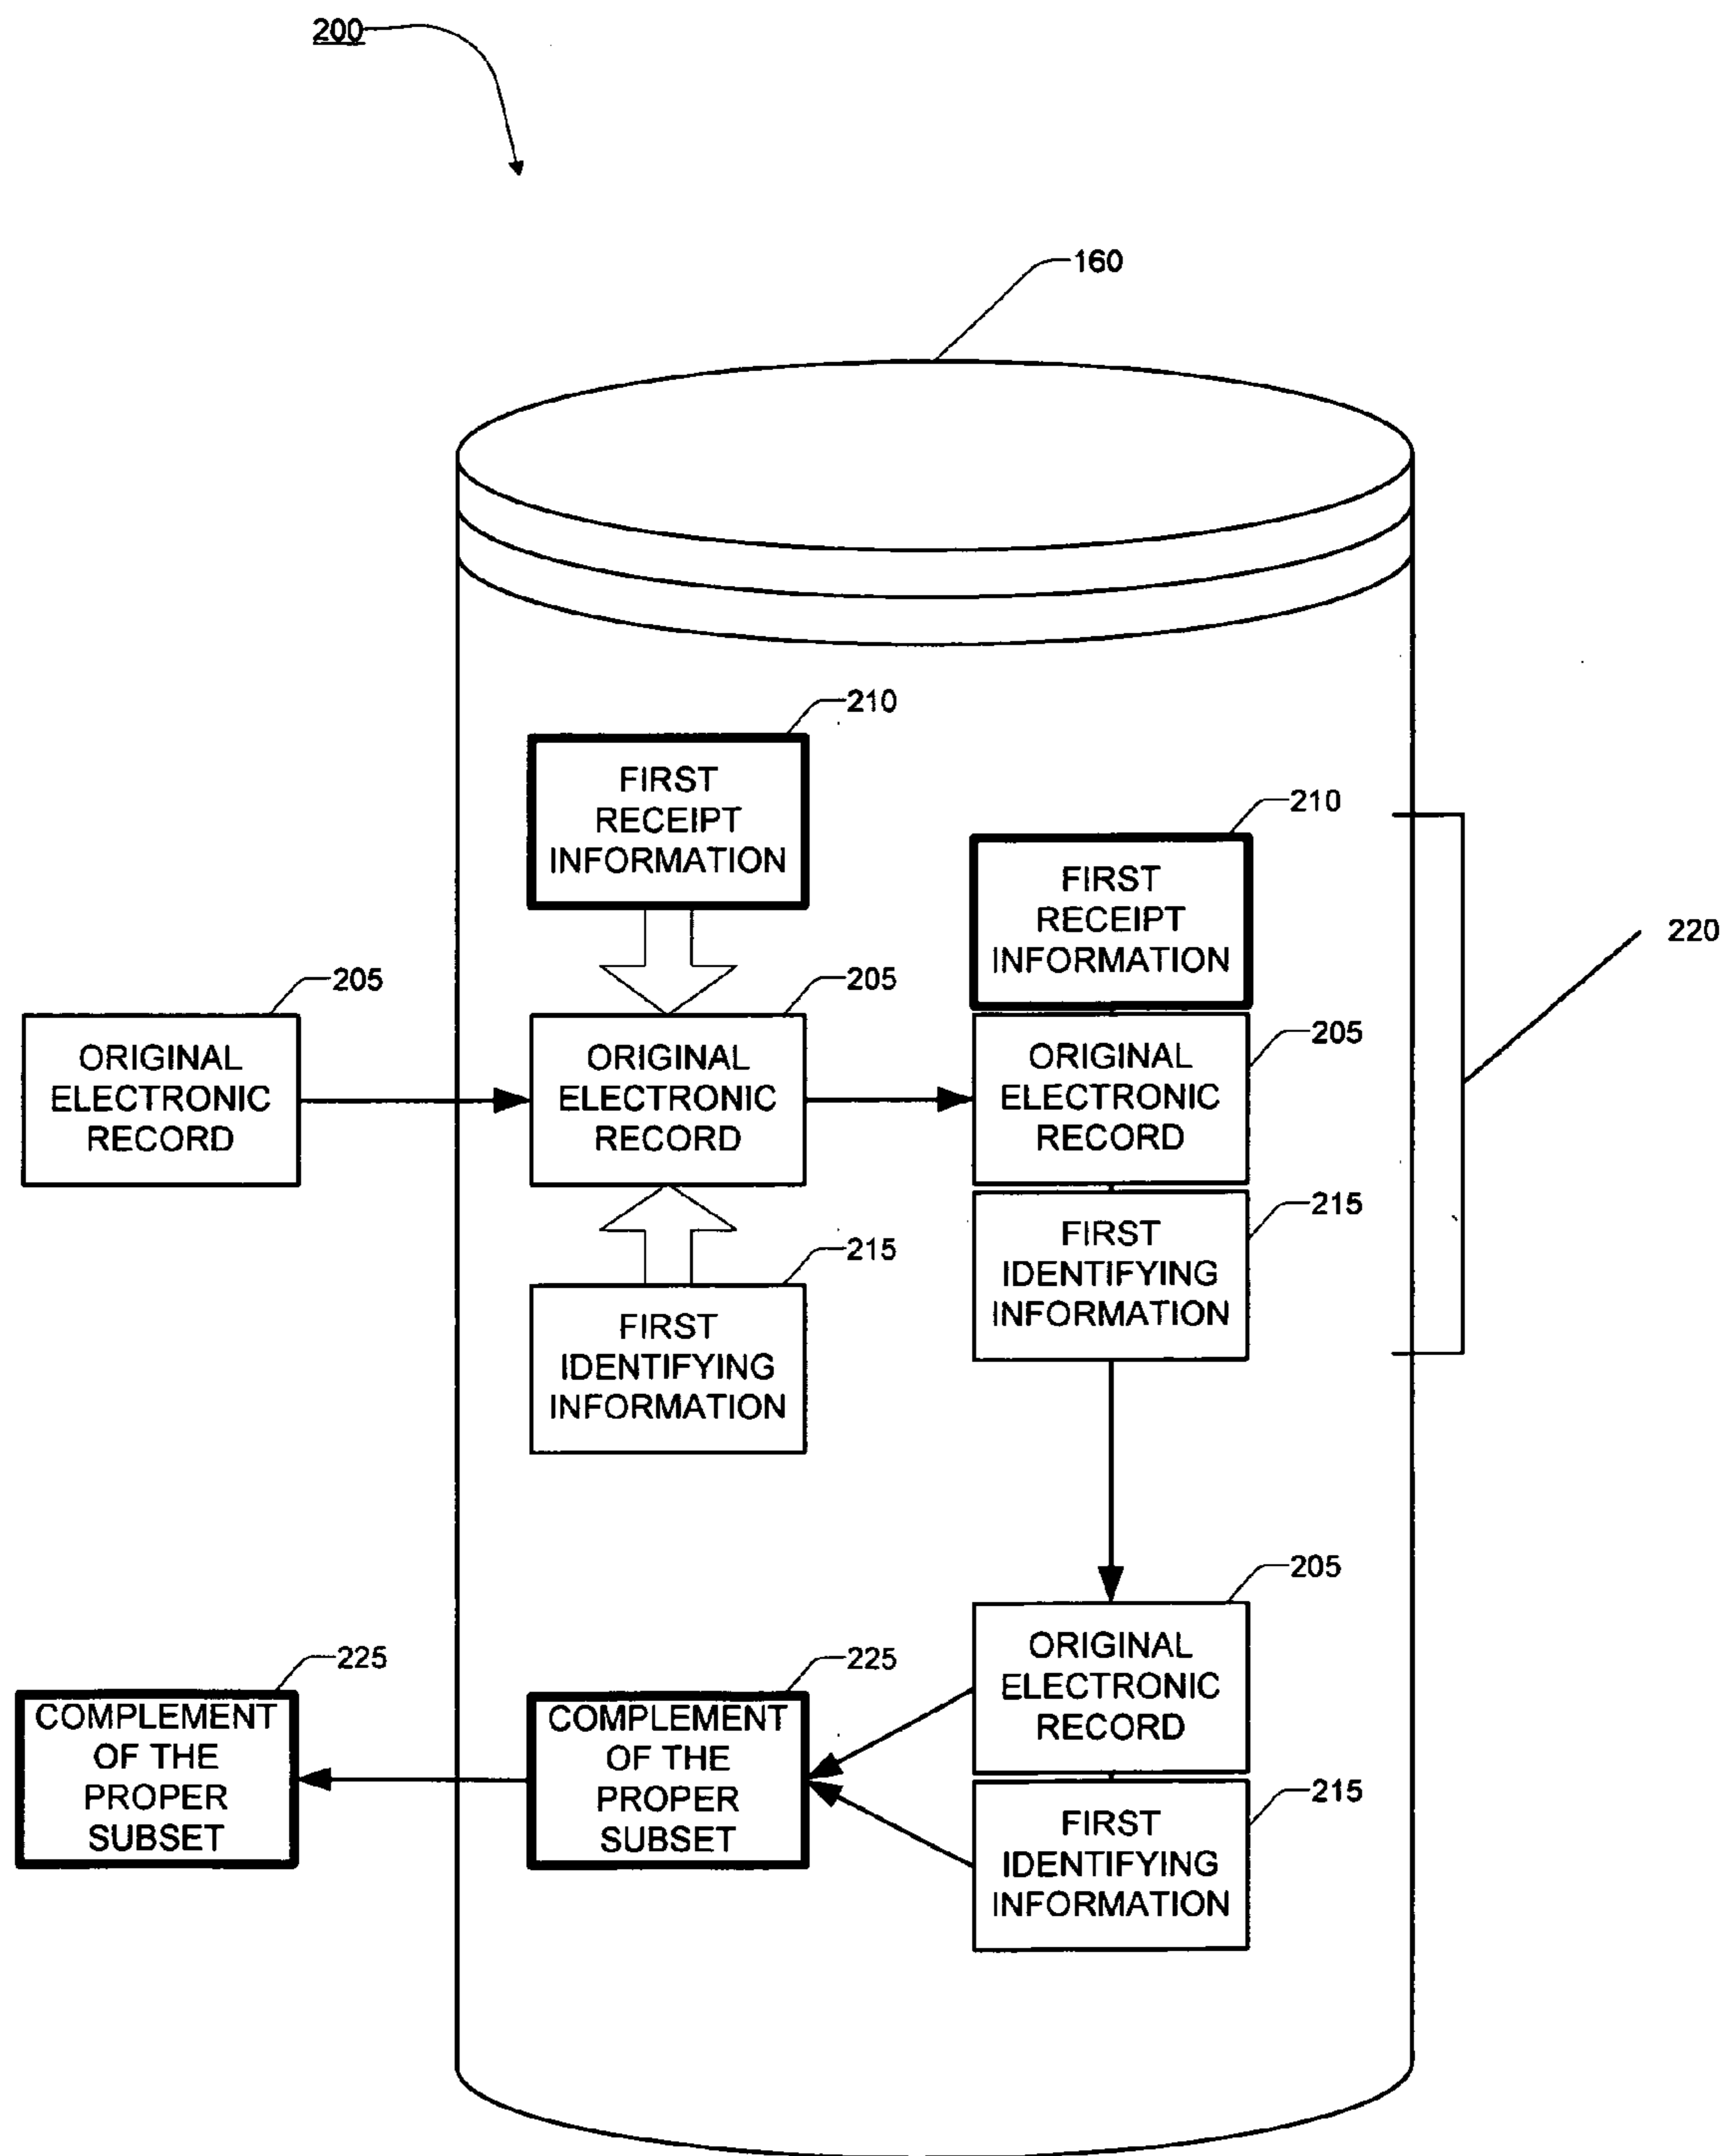 200
160
210
FIRST
RECEIPT
INFORMATION
210
FIRST
RECEIPT
INFORMATION
220
205
ORIGINAL
ELECTRONIC
RECORD
205
ORIGINAL
ELECTRONIC
RECORD
205
ORIGINAL
ELECTRONIC
RECORD
215
FIRST
IDENTIFYING
INFORMATION
215
FIRST
IDENTIFYING
INFORMATION
205
ORIGINAL
ELECTRONIC
RECORD
225
COMPLEMENT
OF THE
PROPER
SUBSET
225
COMPLEMENT
OF THE
PROPER
SUBSET
215
FIRST
IDENTIFYING
INFORMATION